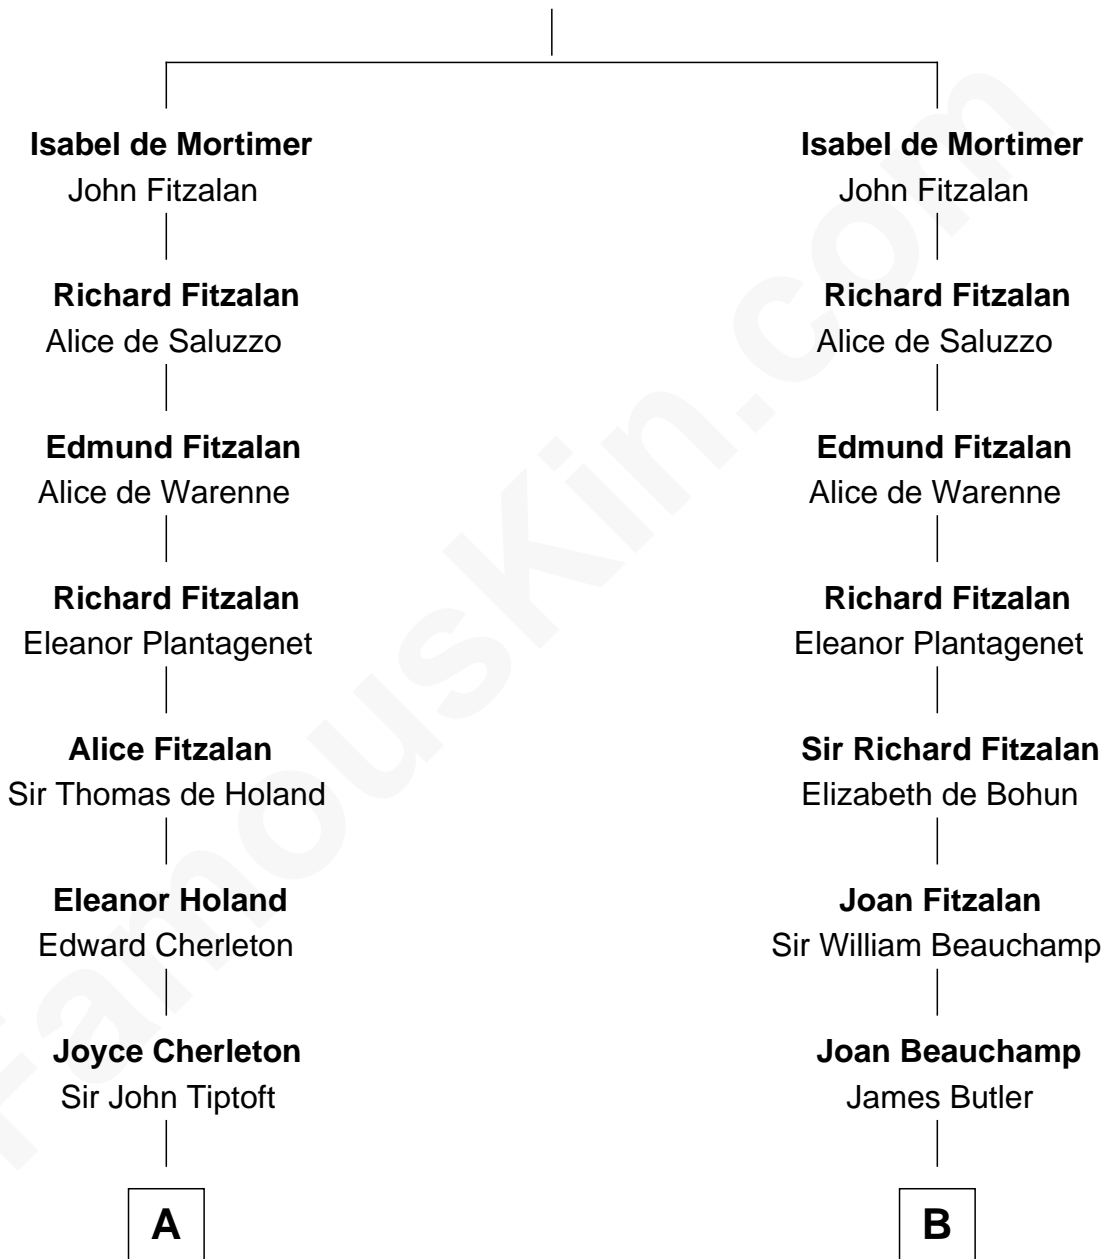 Isabel de Mortimer
John Fitzalan
Richard Fitzalan
Alice de Saluzzo
Edmund Fitzalan
Alice de Warenne
Richard Fitzalan
Eleanor Plantagenet
Alice Fitzalan
Sir Thomas de Holand
Eleanor Holand
Edward Cherleton
Joyce Cherleton
Sir John Tiptoft
A
Isabel de Mortimer
John Fitzalan
Richard Fitzalan
Alice de Saluzzo
Edmund Fitzalan
Alice de Warenne
Richard Fitzalan
Eleanor Plantagenet
Sir Richard Fitzalan
Elizabeth de Bohun
Joan Fitzalan
Sir William Beauchamp
Joan Beauchamp
James Butler
B
FamousKin.com